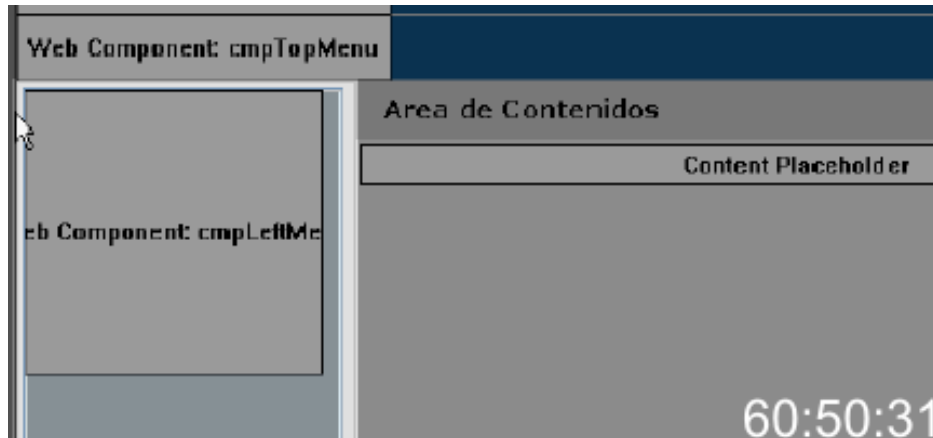 Web Component: cmpTopMenu
Area de Contenidos
Content Placeholder
eb Component: cmpLeftMe
60:50:31